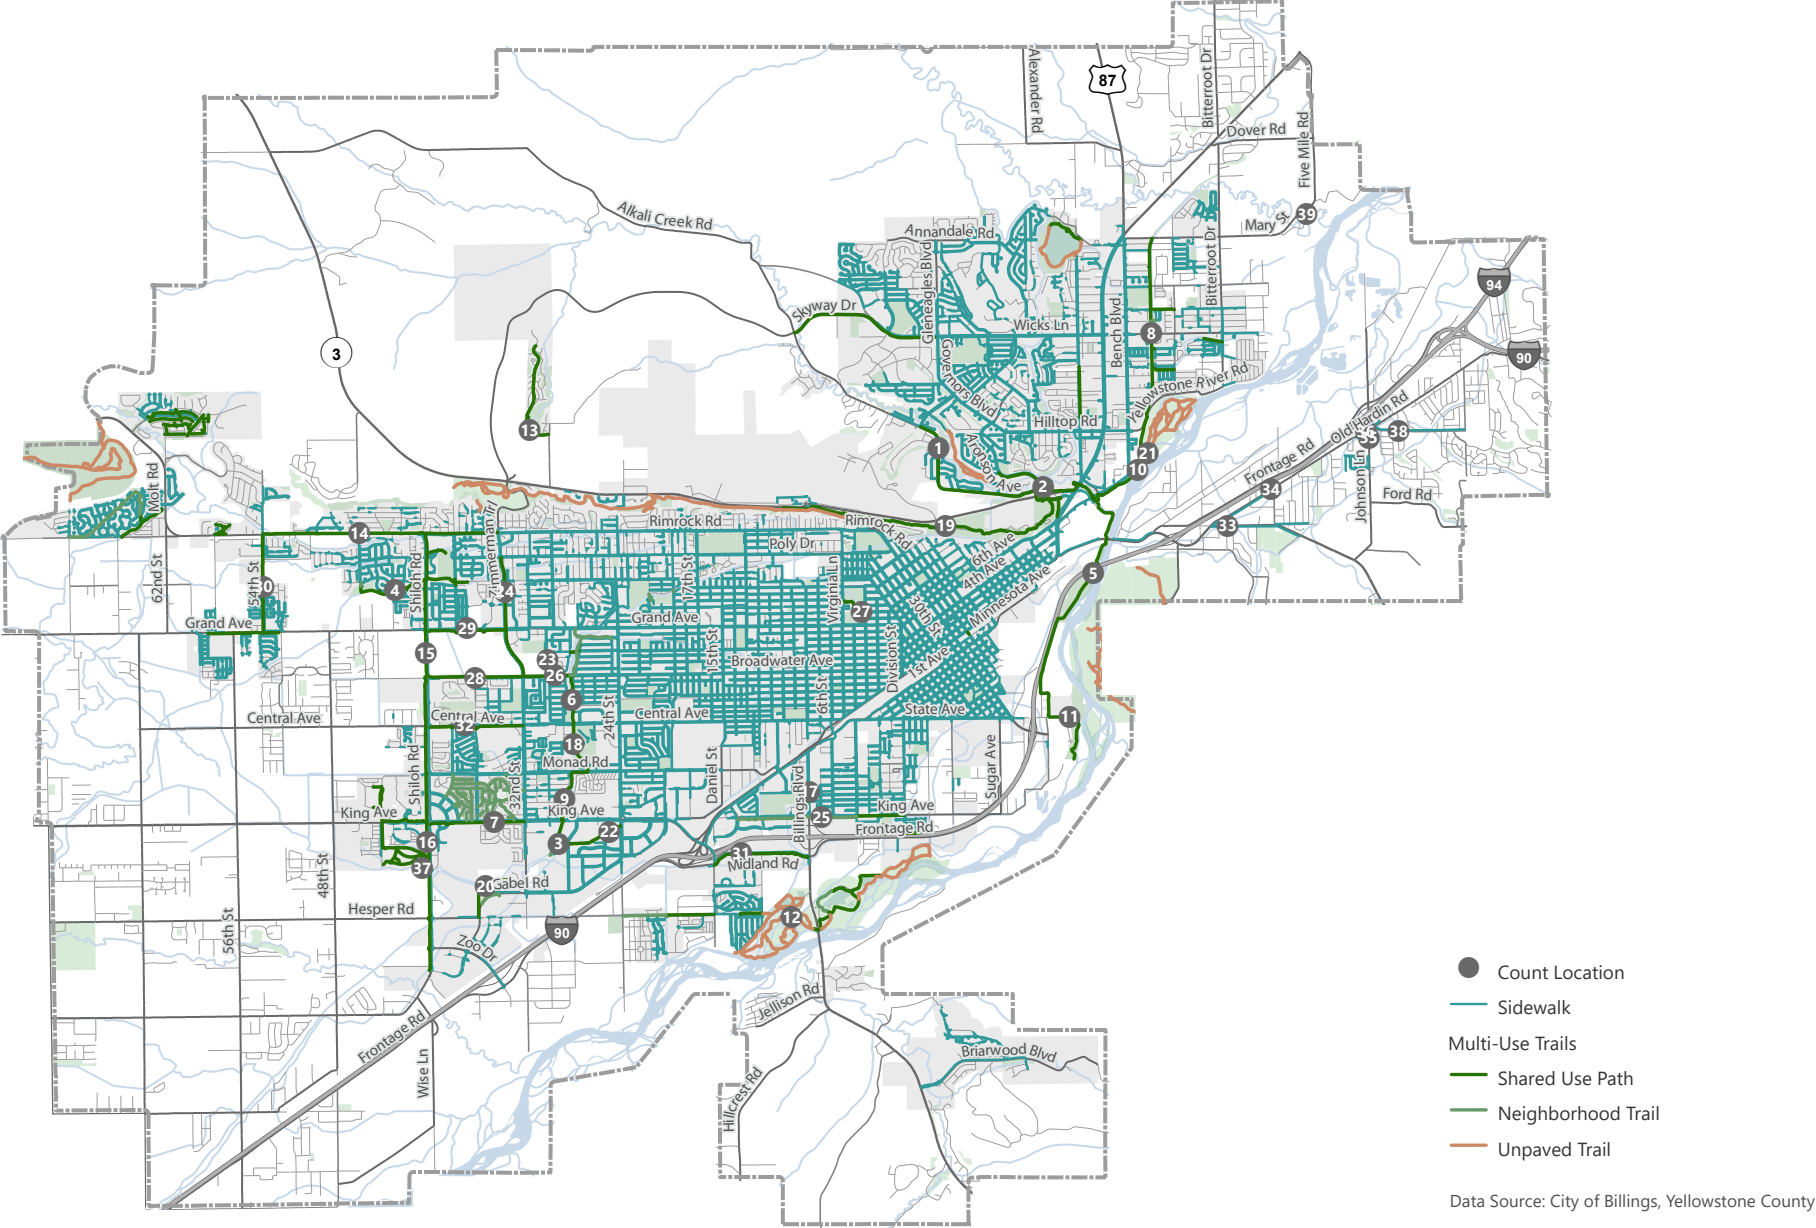 Alexander Rd
87
Bitterroot Dr
Dover Rd
Five Mile Rd
Alkali Creek Rd
Annandale Rd
Mary St
39
Gleneagles Blvd
Bitterroot Dr
94
Skyway Dr
Wicks Ln
Bench Blvd
8
3
90
Governors Blvd
Yellowstone River Rd
Hilltop Rd
Old Hardin Rd
13
1
Aronson Ave
21
10
35
38
Frontage Rd
Molt Rd
2
34
Johnson Ln
Ford Rd
Zimmerman Trl
Rimrock Rd
Rimrock Rd
19
33
14
Poly Dr
6th Ave
4th Ave
Minnesota Ave
62nd St
54th St
Shiloh Rd
17th St
Virginia Ln
5
4
24
30th St
27
Grand Ave
29
Grand Ave
15
23
26
28
15th St
Broadwater Ave
Division St
1st Ave
6
24th St
6th St
Central Ave
Central Ave
32
Central Ave
State Ave
11
18
Monad Rd
Shiloh Rd
32nd St
Daniel St
Billings Blvd
Sugar Ave
9
King Ave
King Ave
King Ave
7
22
25
Frontage Rd
16
3
37
31
Midland Rd
48th St
20
Gabel Rd
Hesper Rd
12
56th St
Zoo Dr
90
Jellison Rd
Frontage Rd
Wise Ln
Hillcrest Rd
Briarwood Blvd
Count Location
Sidewalk
Multi-Use Trails
Shared Use Path
Neighborhood Trail
Unpaved Trail
Data Source: City of Billings, Yellowstone County